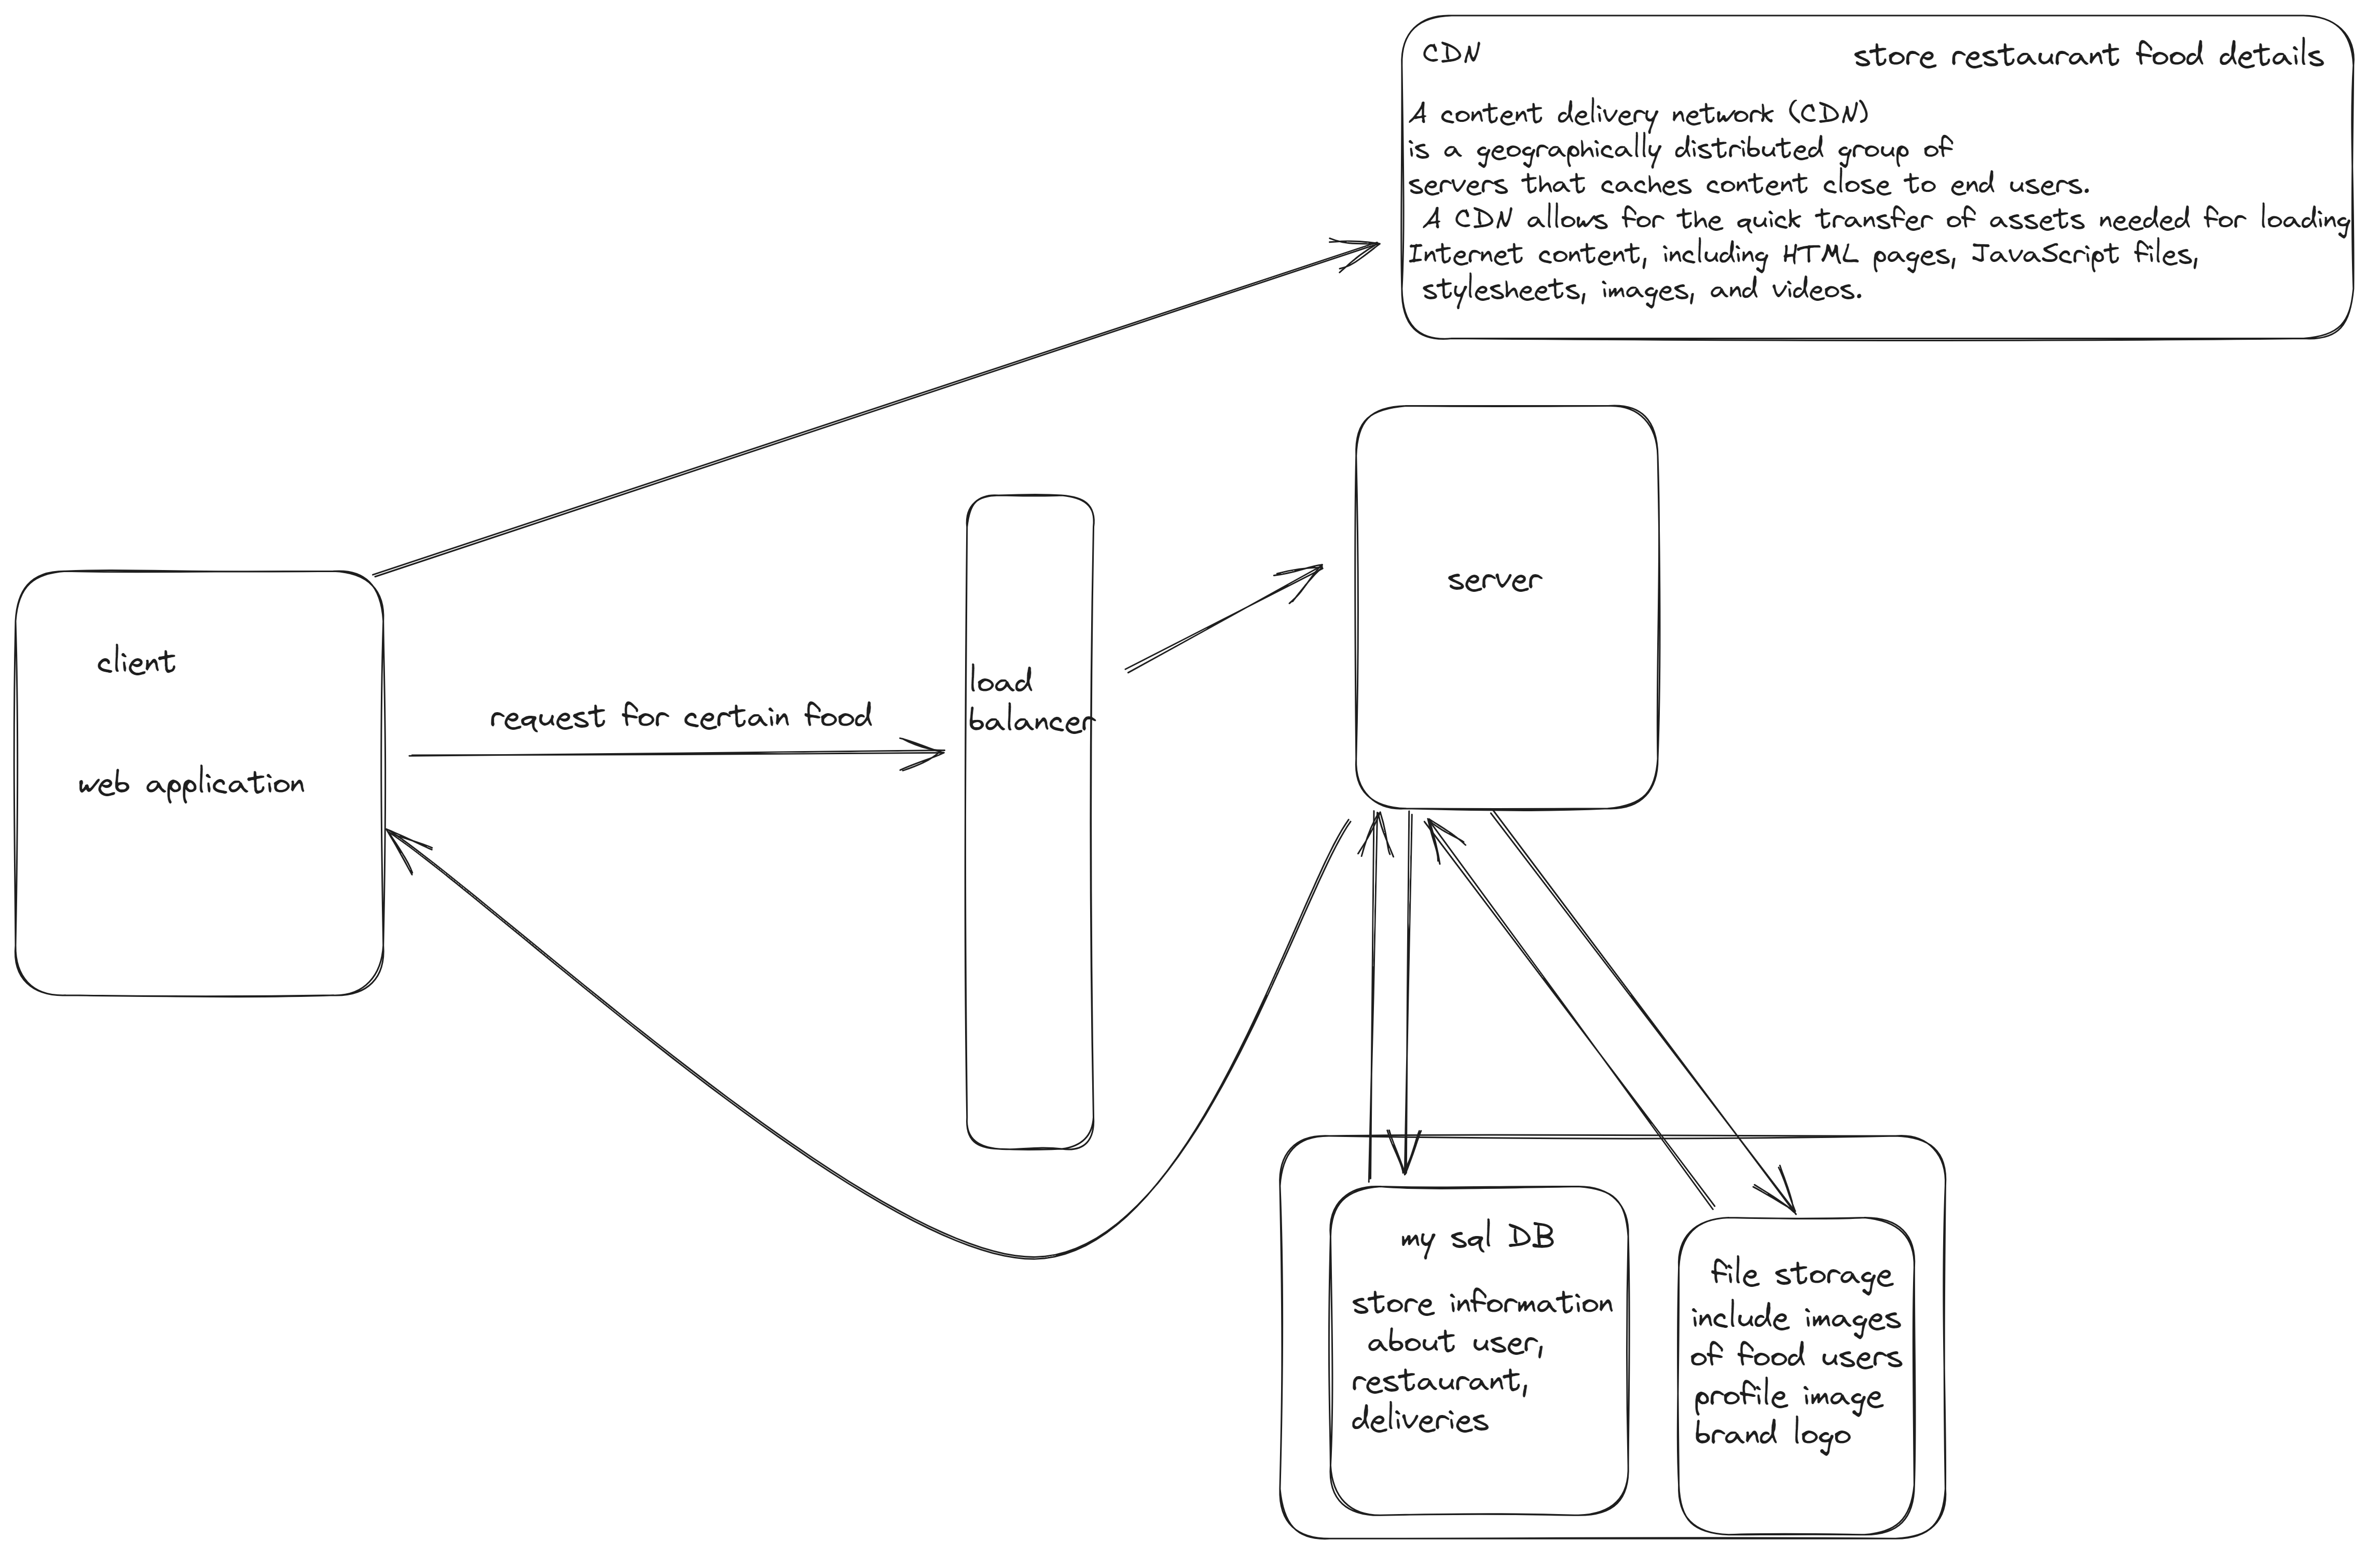 CDN
store restaurant food details
A content delivery network (CDN)
is a geographically distributed group of
servers that caches content close to end users.
A CDN allows for the quick transfer of assets needed for loading
Internet content, including HTML pages, JavaScript files,
stylesheets, images, and videos.
server
client
web application
request for certain food
load
balancer
my sql DB
store information
about user,
restaurant,
deliveries
file storage
include images
of food users
profile image
brand logo